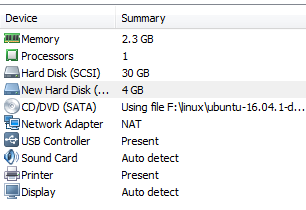 Device Summary
Memory 2.3 GB
Processors 1
Hard Disk (SCSI) 30 GB
New Hard Disk (... 4 GB
CD/DVD (SATA) Using file F:\linux\ubuntu-16.04.1-d...
Network Adapter NAT
USB Controller Present
Sound Card Auto detect
Printer Present
Display Auto detect